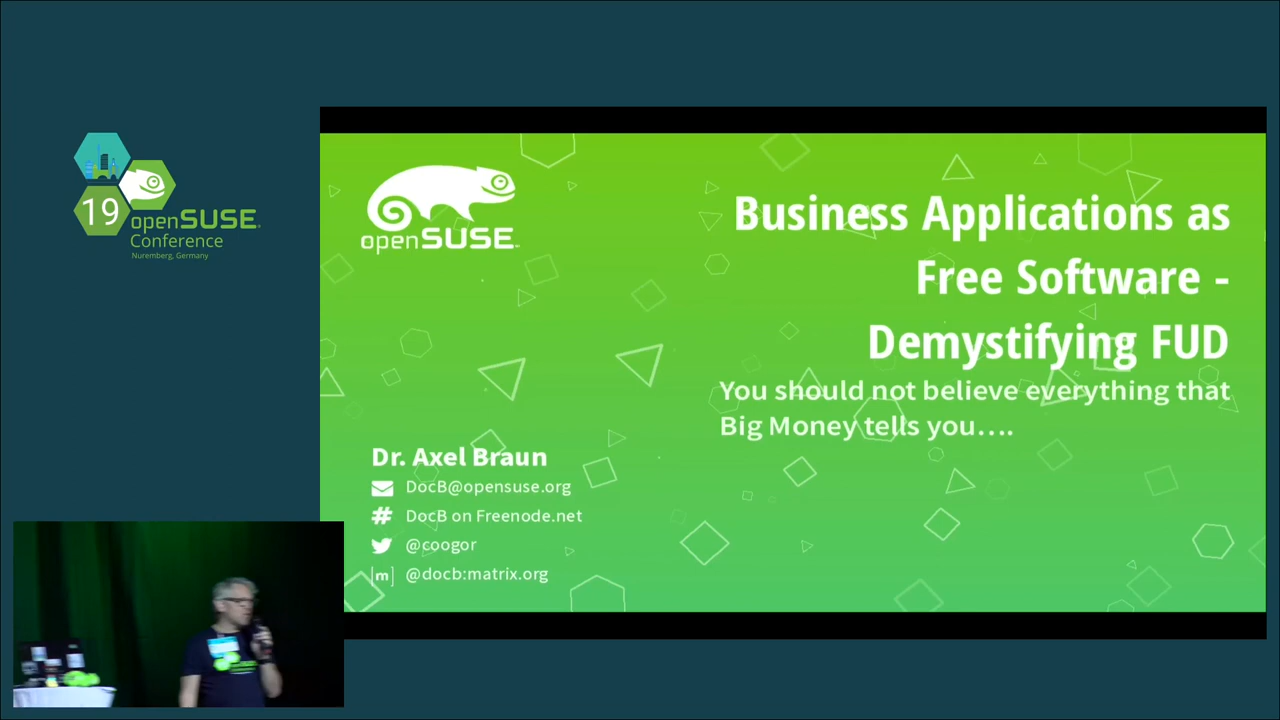 19
openSUSE
Conference
Nuremberg, Germany
openSUSE
Business Applications as
Free Software -
Demystifying FUD
You should not believe everything that
Big Money tells you….
Dr. Axel Braun
DocB@opensuse.org
# DocB on Freenode.net
@coogor
[m] @docb:matrix.org